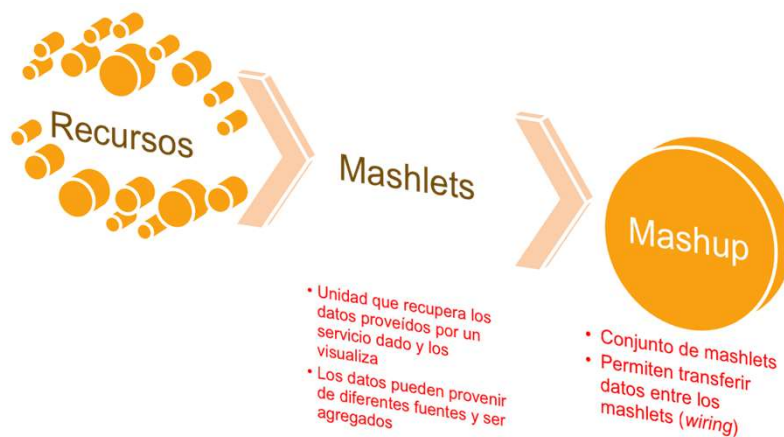 Recursos
Mashlets
Mashup
• Unidad que recupera los
datos proveídos por un
servicio dado y los
visualiza
• Los datos pueden provenir
de diferentes fuentes y ser
agregados
• Conjunto de mashlets
• Permiten transferir
datos entre los
mashlets (wiring)